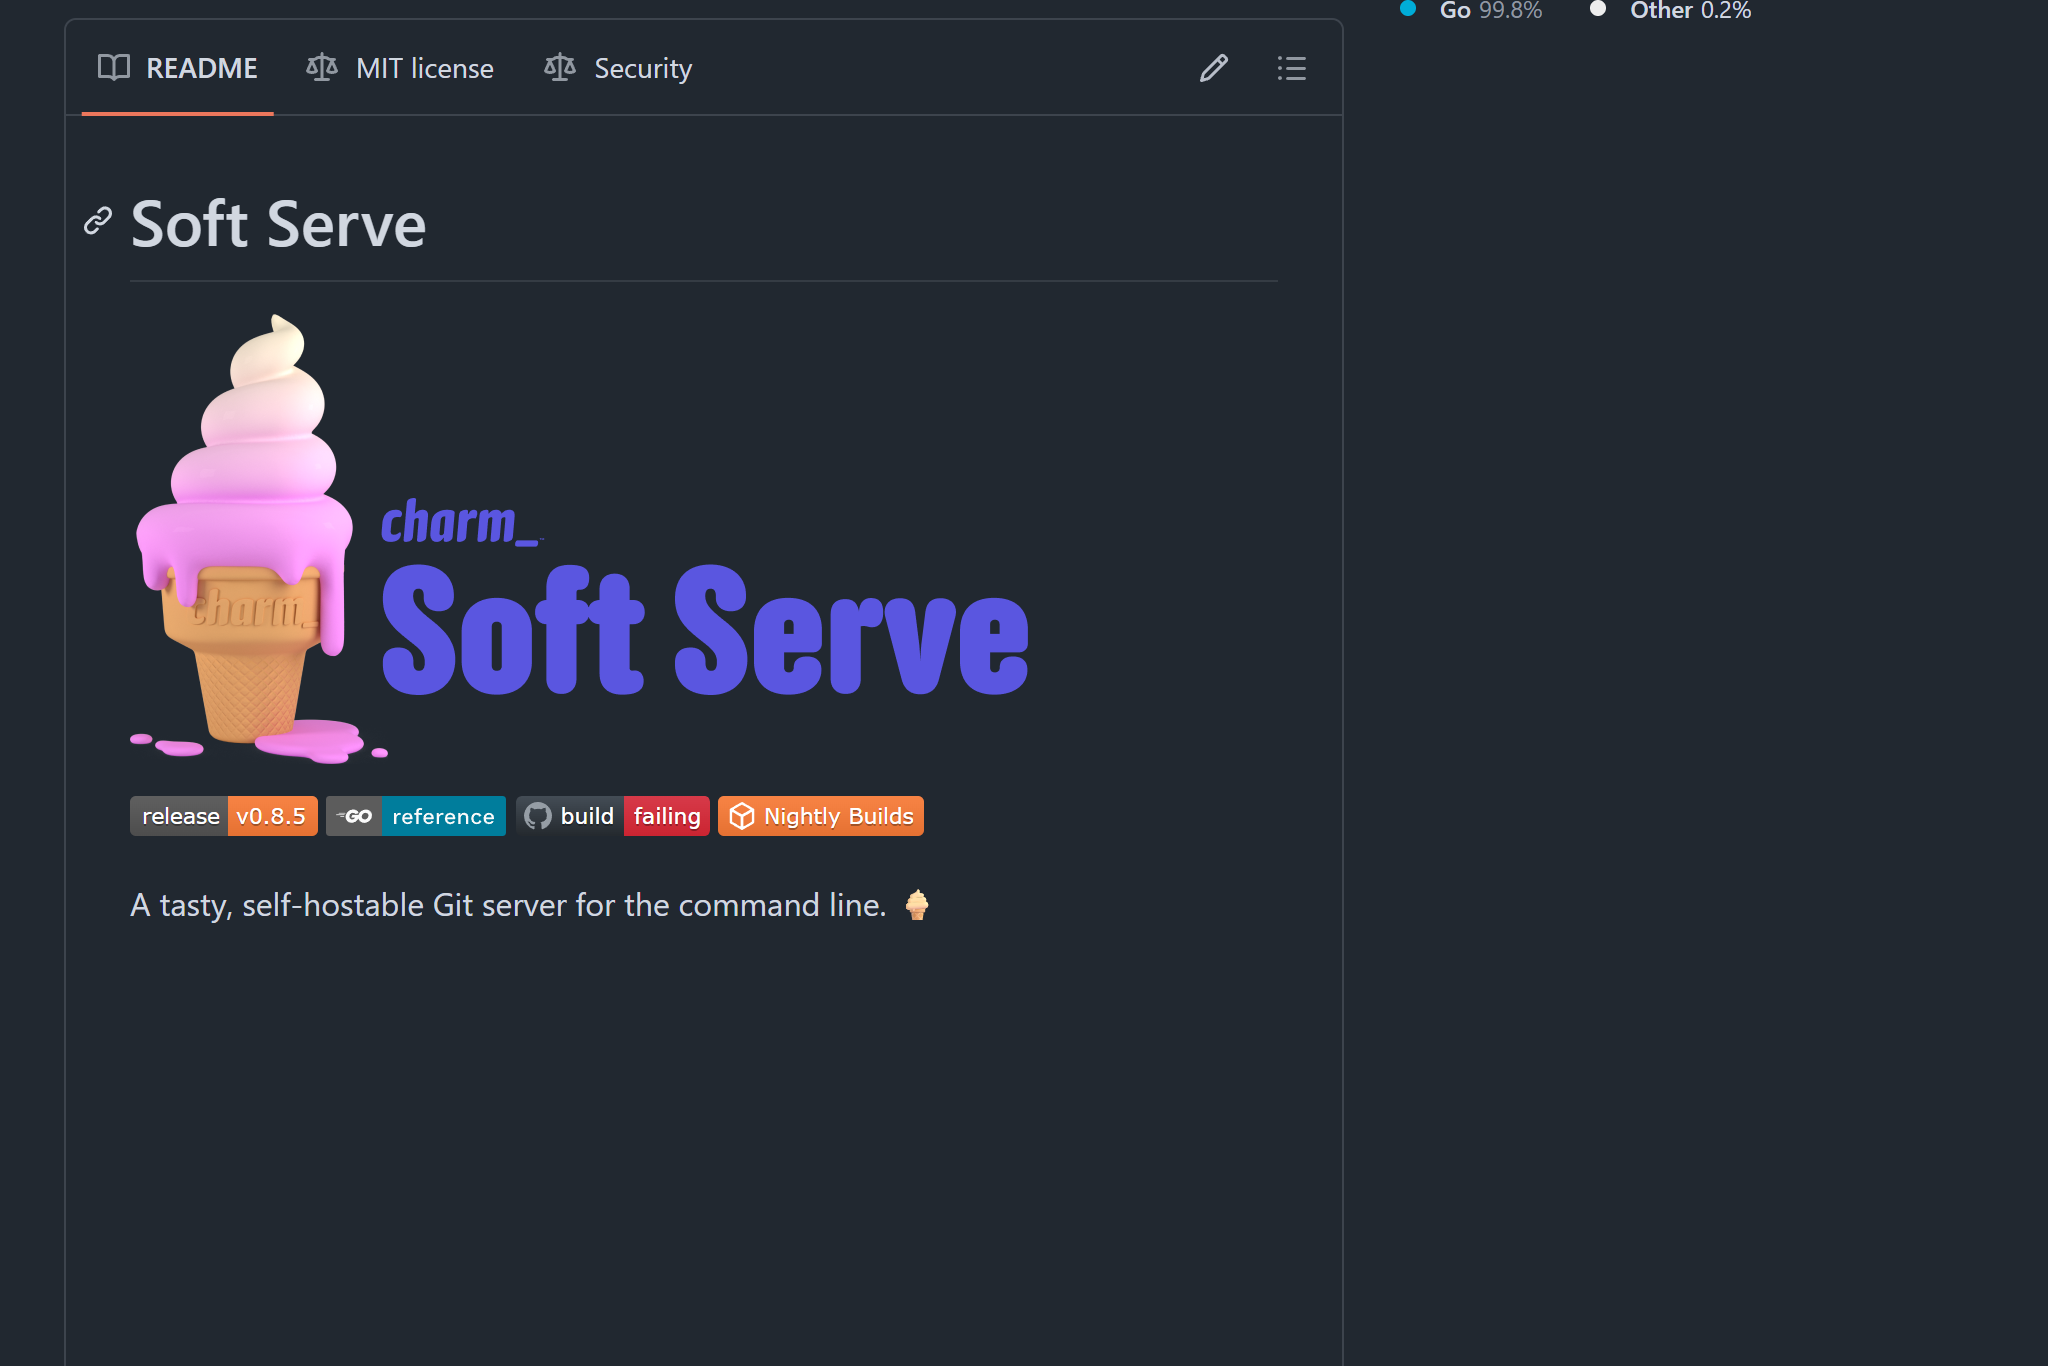 Go 99.8% Other 0.2%
README MIT license Security
Soft Serve
charm_
Soft Serve
charm_
release v0.8.5 GO reference build failing Nightly Builds
A tasty, self-hostable Git server for the command line. 🍦